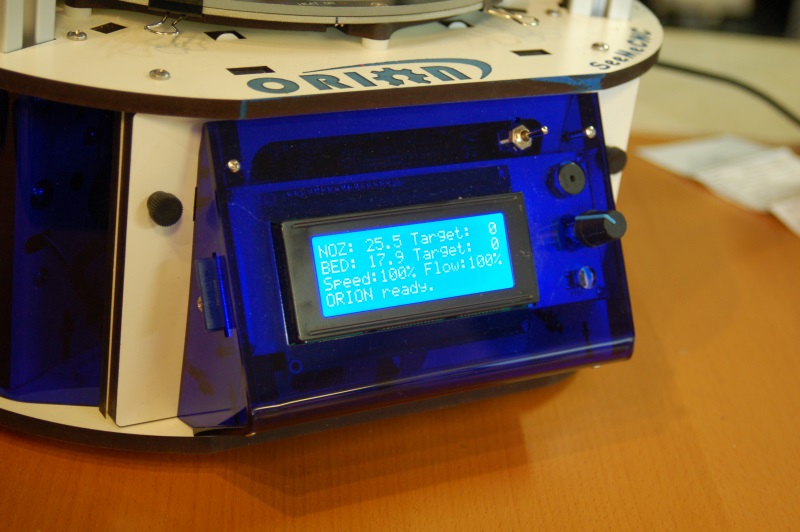 SeeMeCNC
ORION
NOZ: 25.5 Target: 0
BED: 17.9 Target: 0
Speed:100% Flow:100%
ORION ready.